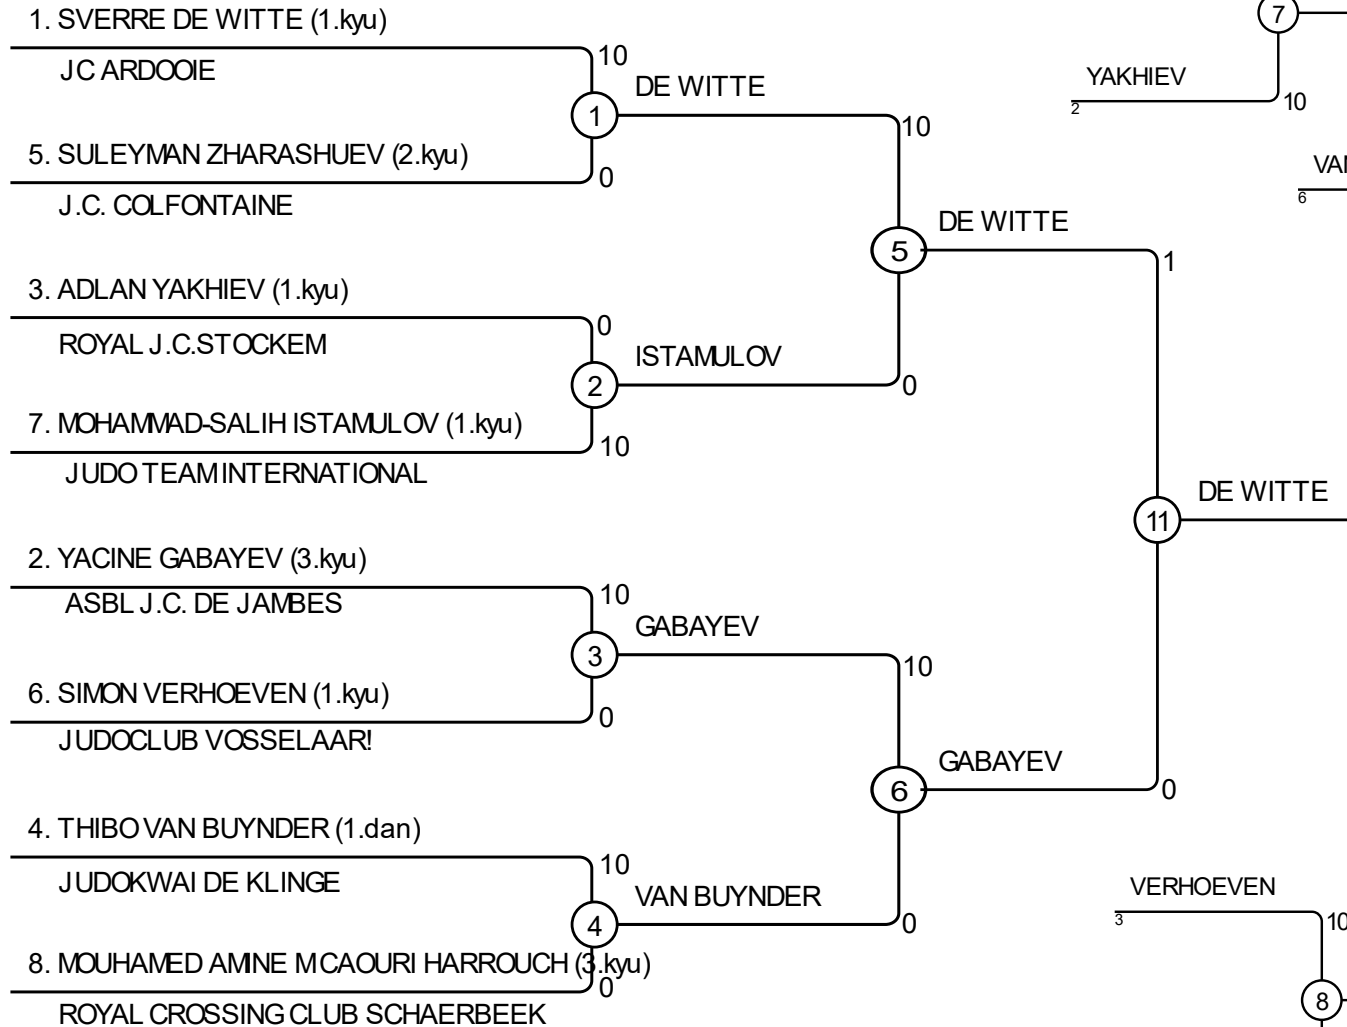 1. SVERRE DE WITTE (1.kyu)
JC ARDOOIE
10
1
DE WITTE
5. SULEYMAN ZHARASHUEV (2.kyu)
0
J.C. COLFONTAINE
10
5
DE WITTE
3. ADLAN YAKHIEV (1.kyu)
0
ROYAL J.C.STOCKEM
2
ISTAMULOV
0
7. MOHAMMAD-SALIH ISTAMULOV (1.kyu)
10
JUDO TEAM INTERNATIONAL
1
11
DE WITTE
2. YACINE GABAYEV (3.kyu)
10
ASBL J.C. DE JAMBES
3
GABAYEV
10
6. SIMON VERHOEVEN (1.kyu)
0
JUDOCLUB VOSSELAAR!
6
GABAYEV
0
4. THIBO VAN BUYNDER (1.dan)
10
JUDOKWAI DE KLINGE
4
VAN BUYNDER
0
8. MOUHAMED AMINE M CAOURI HARROUCH (3.kyu)
0
ROYAL CROSSING CLUB SCHAERBEEK
7
YAKHIEV
2
10
6
VERHOEVEN
3
10
8